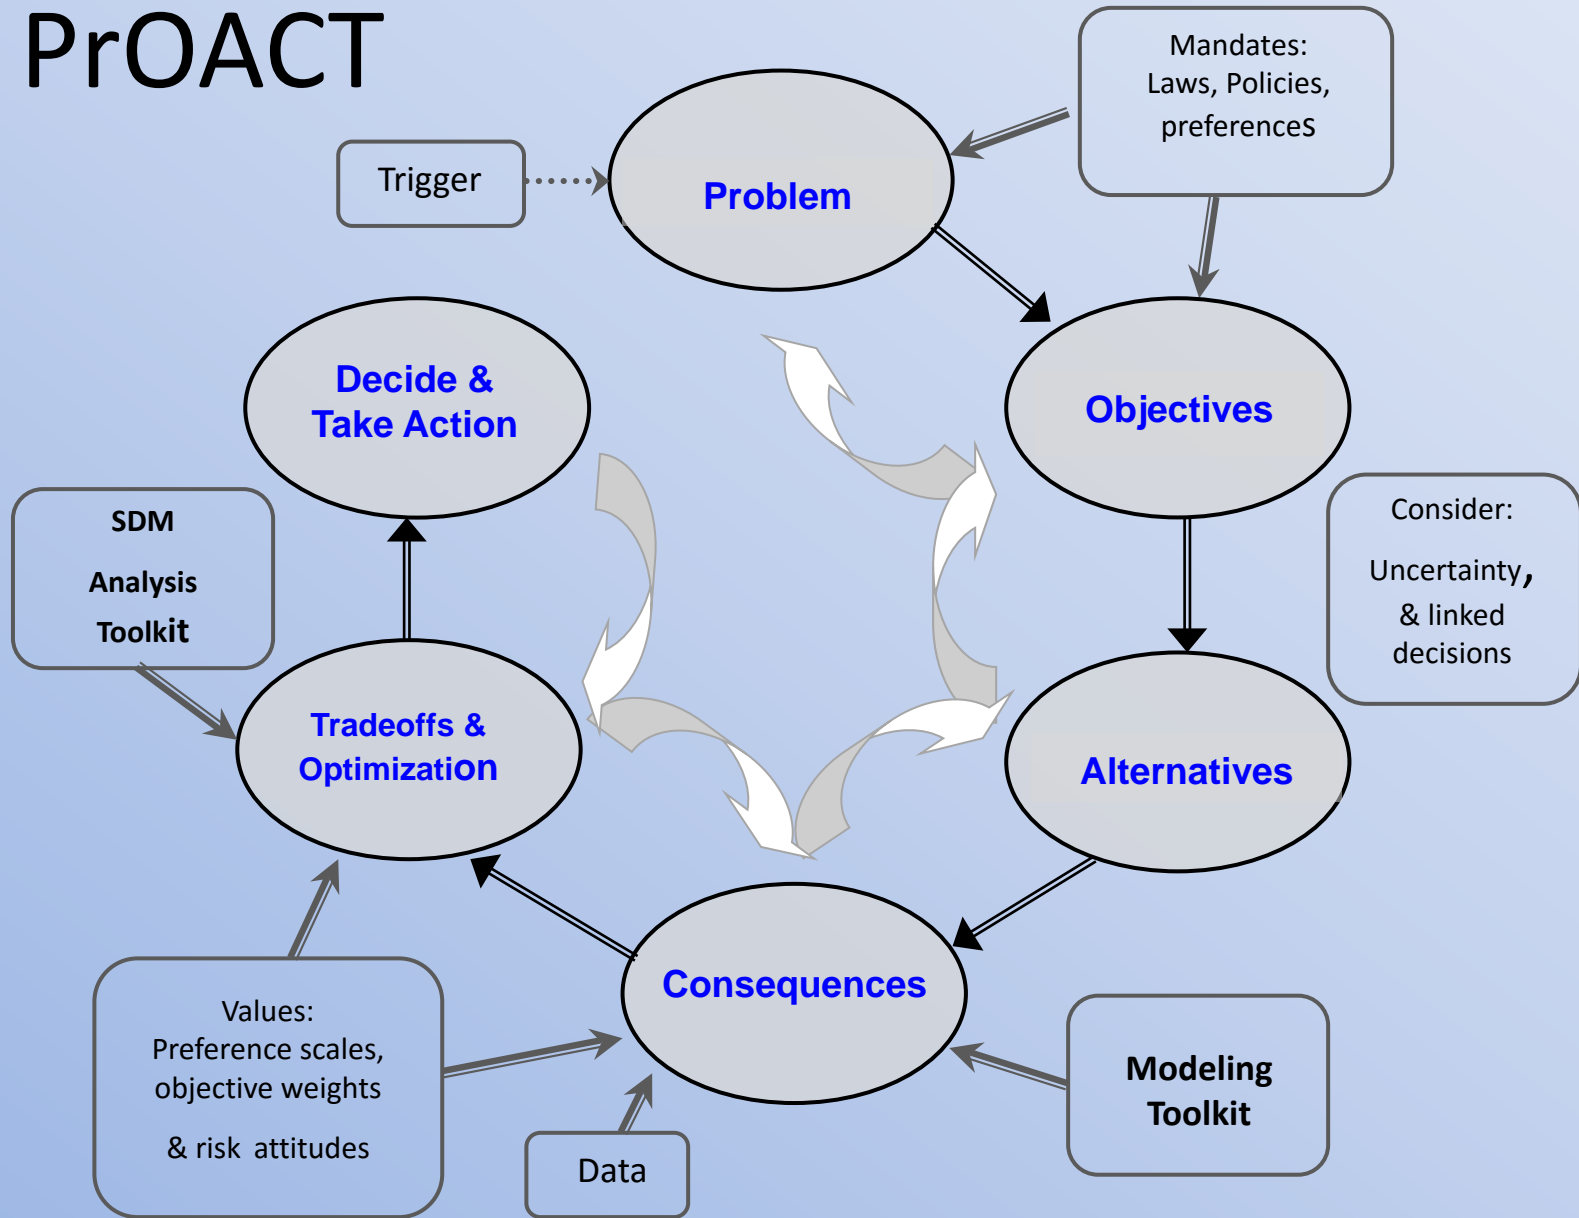 PrOACT
Mandates:
Laws, Policies,
preferences
Trigger
Problem
Decide &
Take Action
Objectives
SDM
Analysis
Toolkit
Consider:
Uncertainty,
& linked
decisions
Tradeoffs &
Optimization
Alternatives
Consequences
Values:
Preference scales,
objective weights
& risk attitudes
Modeling
Toolkit
Data